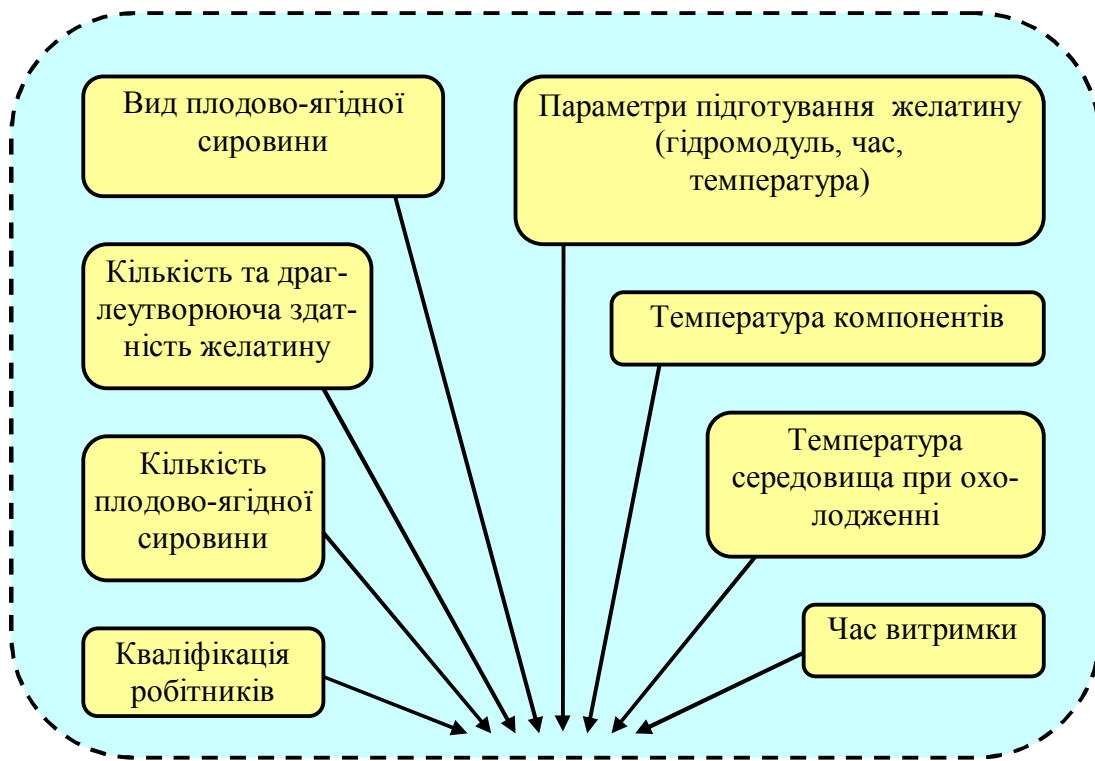 Вид плодово-ягідної
сировини
Параметри підготування желатину
(гідромодуль, час,
температура)
Кількість та драг-
леутворююча здат-
ність желатину
Температура компонентів
Кількість
плодово-ягідної
сировини
Температура
середовища при охо-
лодженні
Кваліфікація
робітників
Час витримки